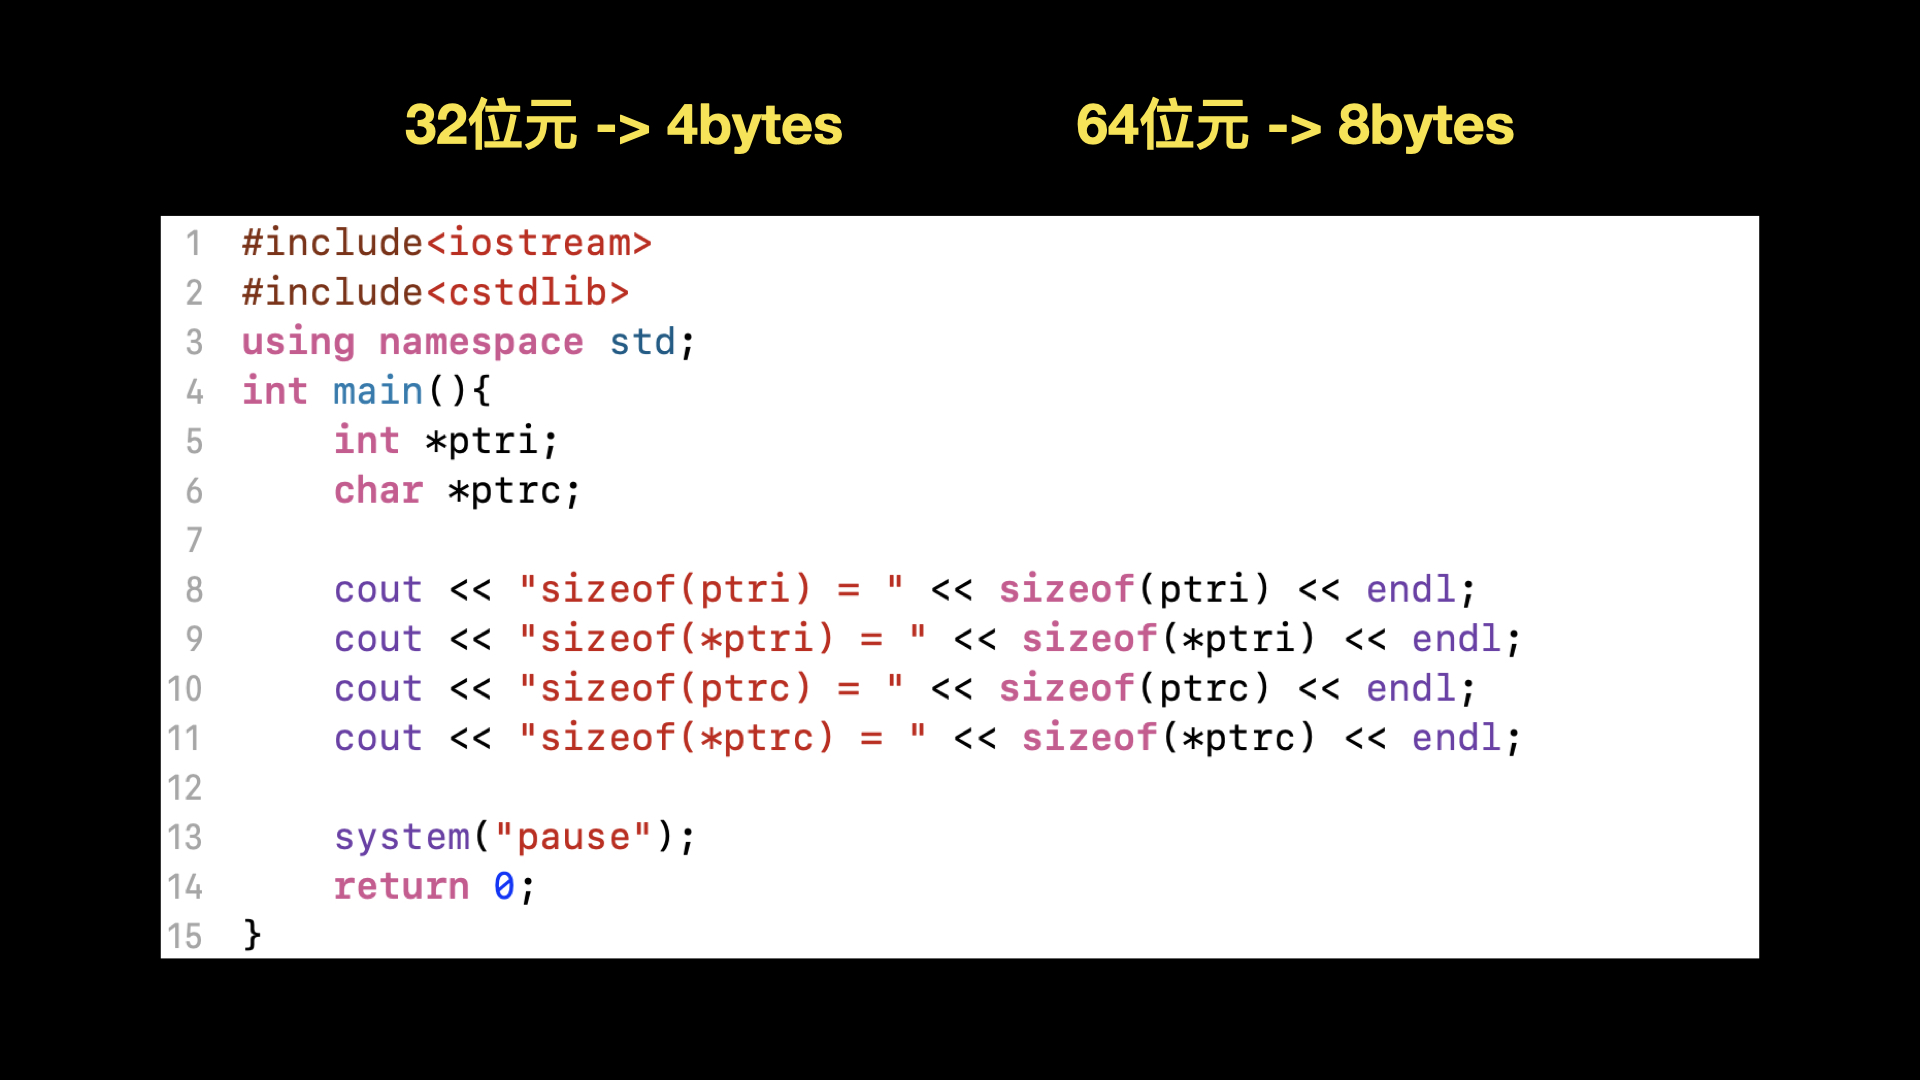 32位元 -> 4bytes
64位元 -> 8bytes
1 #include<iostream>
2 #include<cstdlib>
3 using namespace std;
4 int main(){
5     int *ptri;
6     char *ptrc;
7
8     cout << "sizeof(ptri) = " << sizeof(ptri) << endl;
9     cout << "sizeof(*ptri) = " << sizeof(*ptri) << endl;
10     cout << "sizeof(ptrc) = " << sizeof(ptrc) << endl;
11     cout << "sizeof(*ptrc) = " << sizeof(*ptrc) << endl;
12
13     system("pause");
14     return 0;
15 }